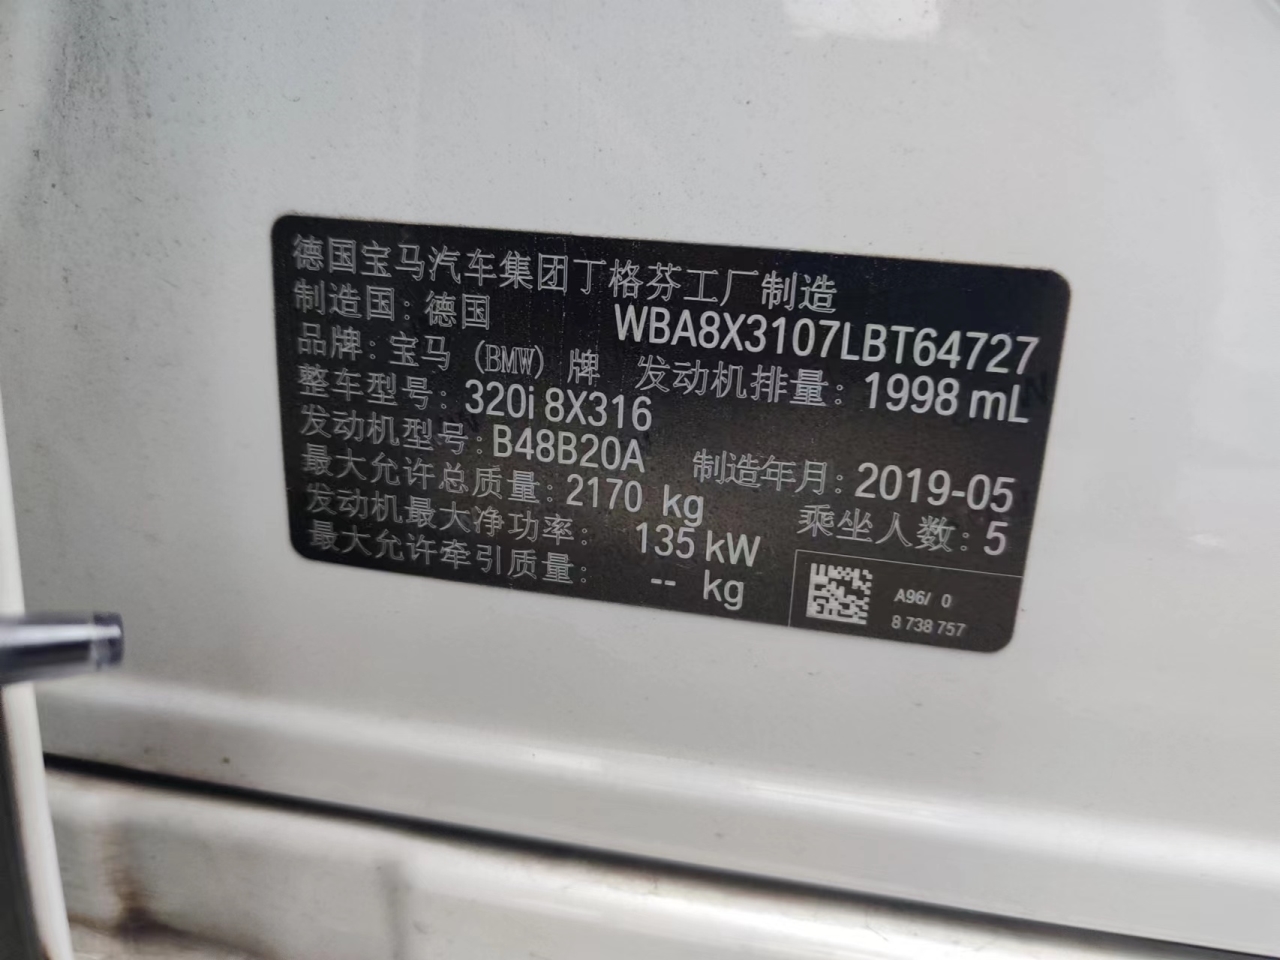 德国宝马汽车集团丁格芬工厂制造
制造国：德国 WBA8X3107LBT64727
品牌：宝马 (BMW) 牌 发动机排量：1998 mL
整车型号：320i 8X316
发动机型号：B48B20A 制造年月：2019-05
最大允许总质量：2170 kg 乘坐人数：5
发动机最大净功率： 135 kW
最大允许牵引质量： -- kg
A96/ 0
8 738 757